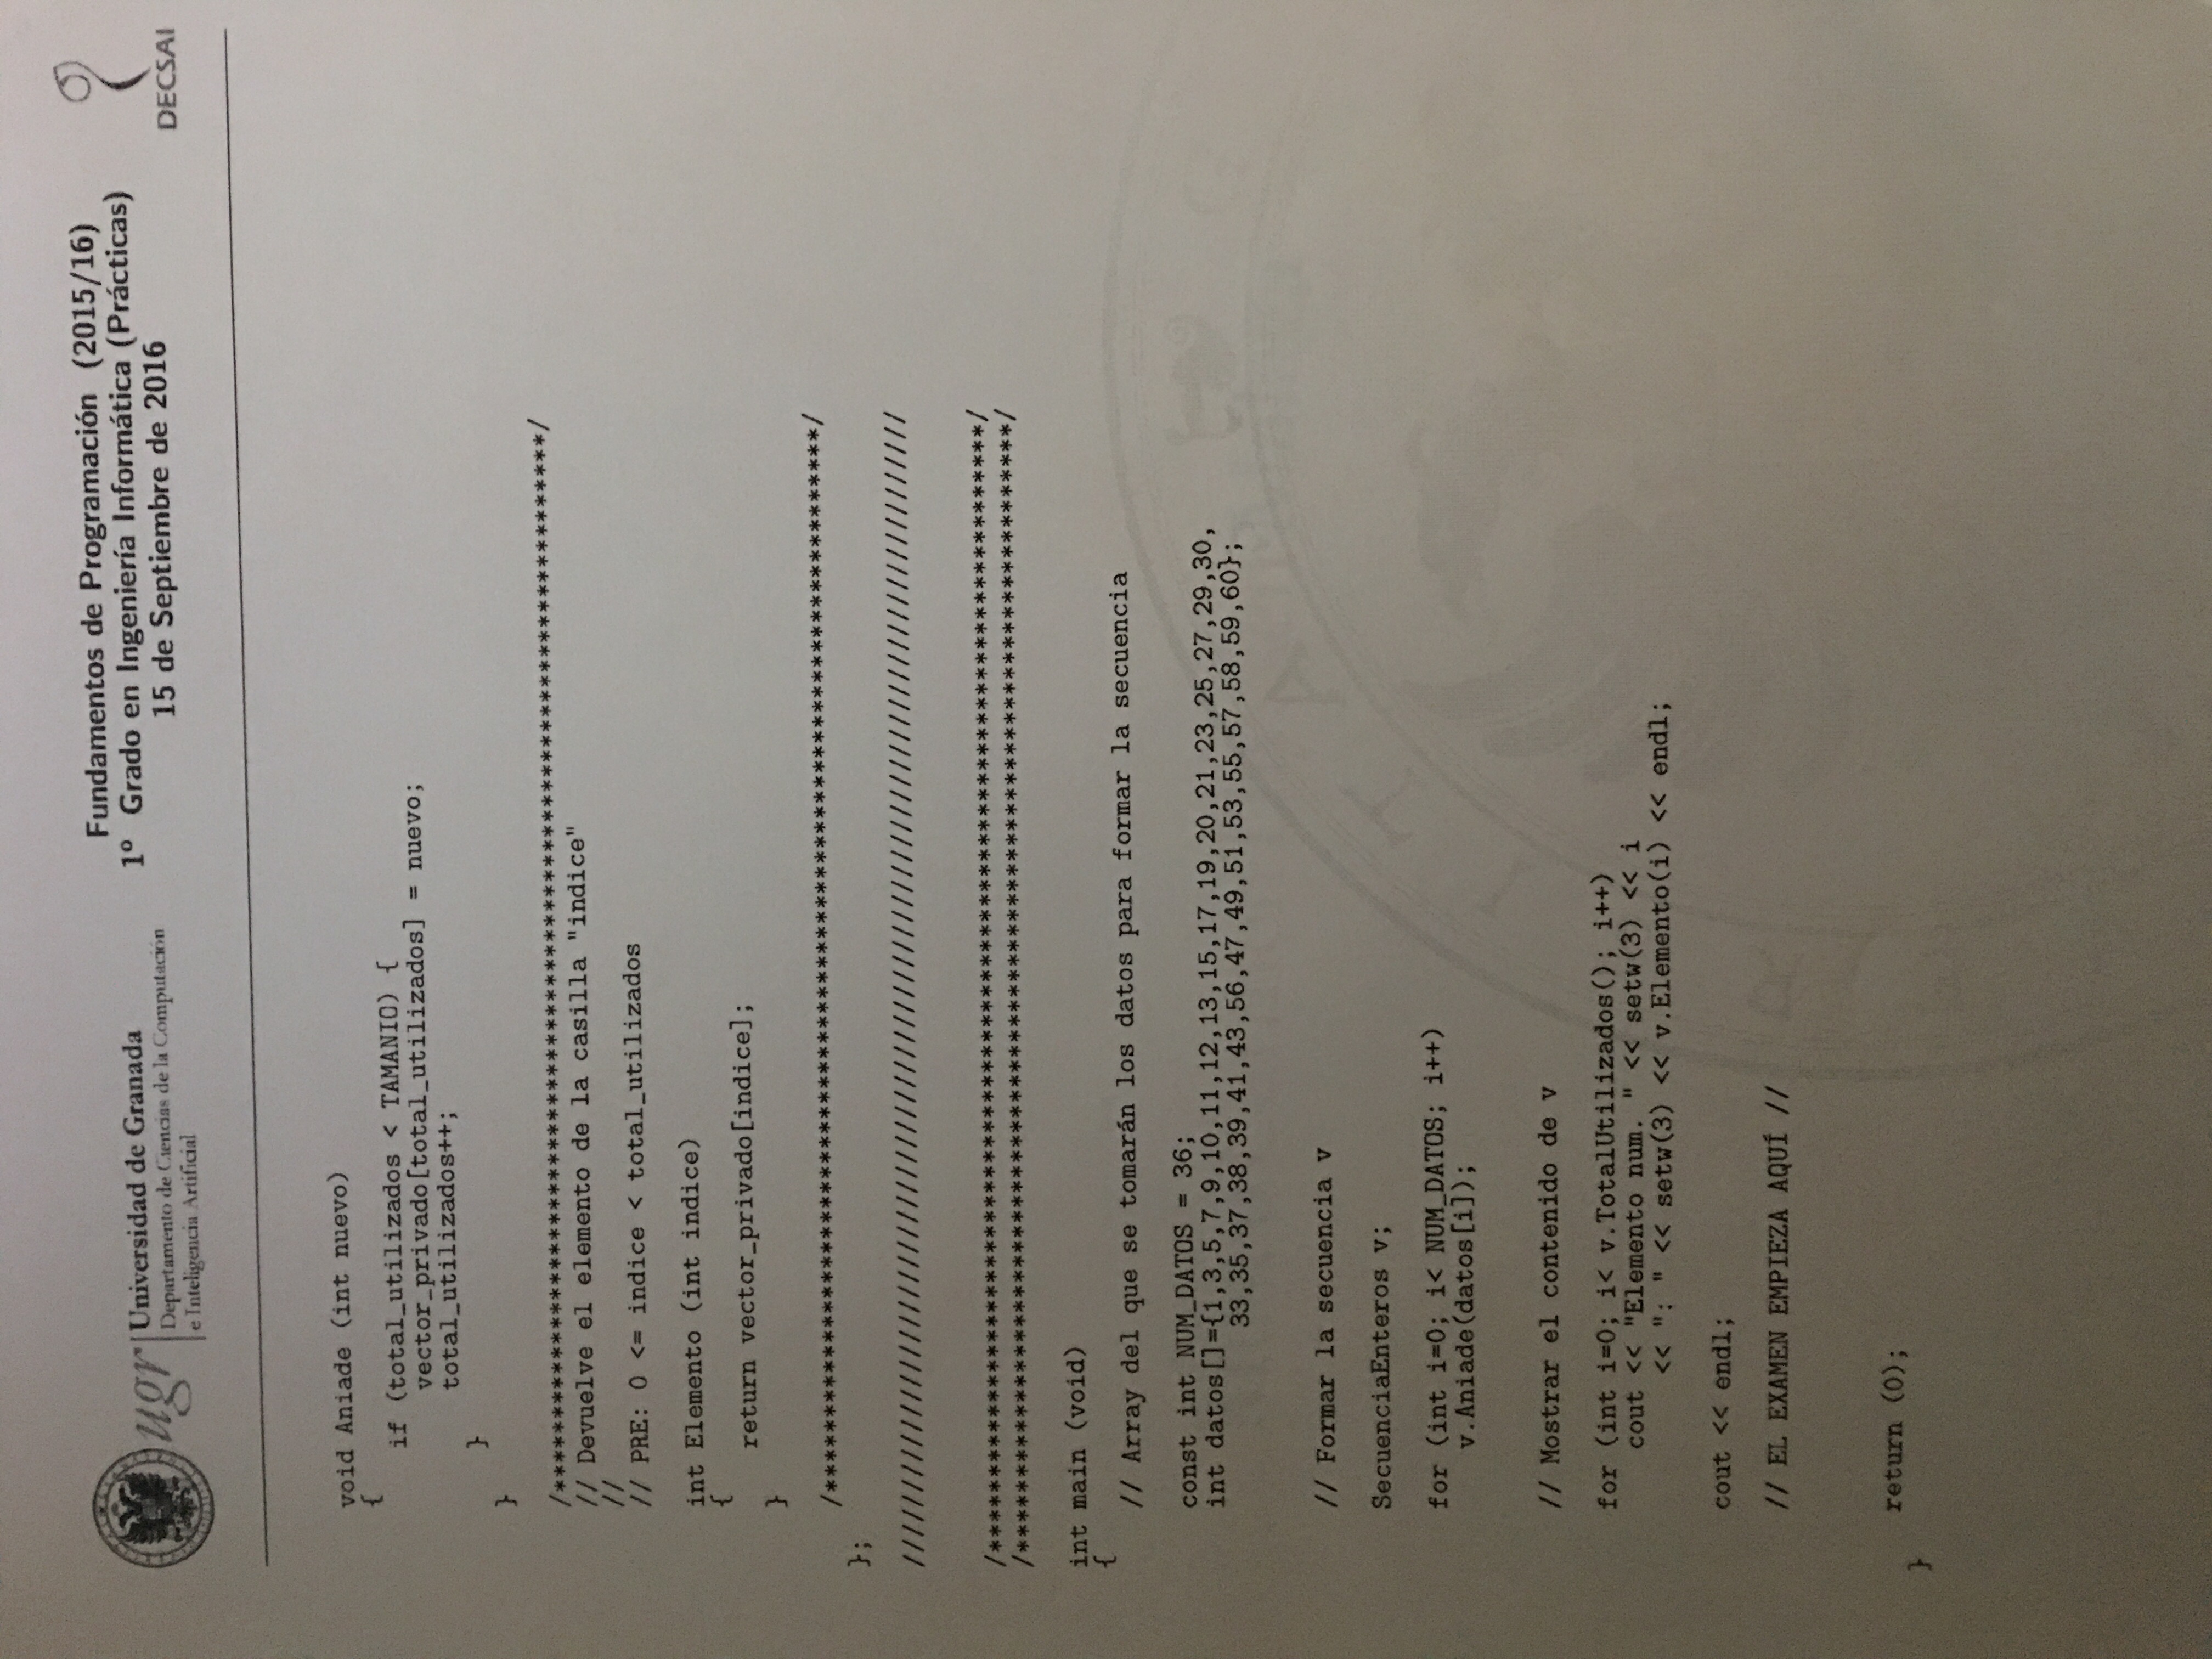 ugr
Universidad de Granada
Departamento de Ciencias de la Computación
e Inteligencia Artificial
Fundamentos de Programación (2015/16)
1º Grado en Ingeniería Informática (Prácticas)
15 de Septiembre de 2016
DECSAI
void Aniade (int nuevo)
{
if (total_utilizados < TAMANIO) {
vector_privado[total_utilizados] = nuevo;
total_utilizados++;
}
}
/***********************************************************************/
// Devuelve el elemento de la casilla "indice"
//
// PRE: 0 <= indice < total_utilizados
int Elemento (int indice)
{
return vector_privado[indice];
}
/***********************************************************************/
};
/////////////////////////////////////////////////////////////////////////////
/***************************************************************************/
/***************************************************************************/
int main (void)
{
// Array del que se tomarán los datos para formar la secuencia
const int NUM_DATOS = 36;
int datos[]={1,3,5,7,9,10,11,12,13,15,17,19,20,21,23,25,27,29,30,
33,35,37,38,39,41,43,56,47,49,51,53,55,57,58,59,60};
// Formar la secuencia v
SecuenciaEnteros v;
for (int i=0; i< NUM_DATOS; i++)
v.Aniade(datos[i]);
// Mostrar el contenido de v
for (int i=0; i< v.TotalUtilizados(); i++)
cout << "Elemento num. " << setw(3) << i
<< ": " << setw(3) << v.Elemento(i) << endl;
cout << endl;
// EL EXAMEN EMPIEZA AQUÍ //
return (0);
}